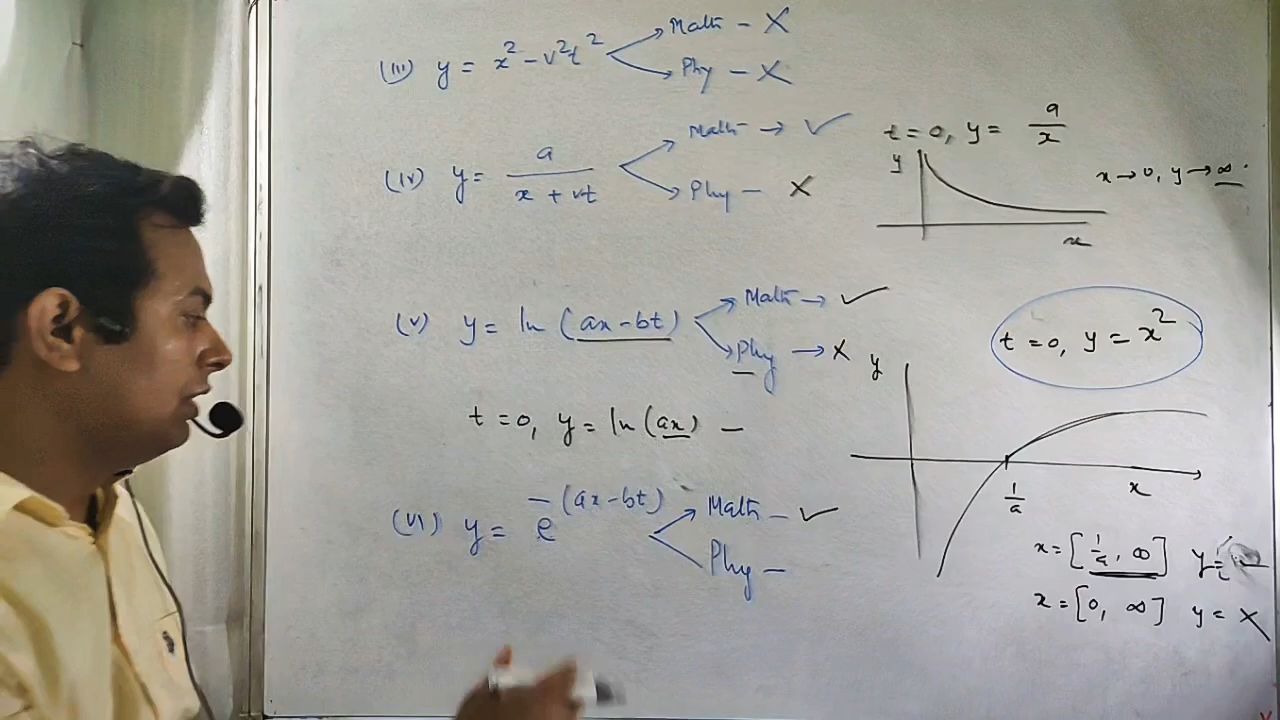 (III) y = x² - v²t² Math - X
Phy - X
(IV) y = a / (x + vt) Math → ✓
Phy - X
t = 0, y = a / x
y
x → 0, y → ∞
x
(V) y = ln (ax - bt) Math → ✓
Phy → X
t = 0, y = x²
y
t = 0, y = ln (ax) -
1/a
x
(VI) y = e^-(ax - bt) Math - ✓
Phy -
x = [1/a, ∞] y =
x = [0, ∞] y = X